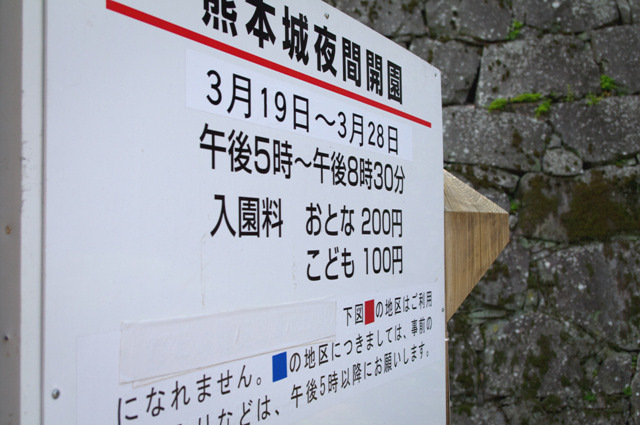 熊本城夜間開園
3月19日～3月28日
午後5時～午後8時30分
入園料 おとな 200円
こども 100円
下図■の地区はご利用
になれません。■の地区につきましては、事前の
などは、午後5時以降にお願いします。